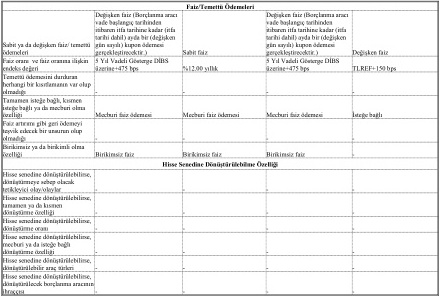 Faiz/Temettü Ödemeleri
Sabit ya da değişken faiz/ temettü ödemeleri
Değişken faiz (Borçlanma aracı vade başlangıç tarihinden itibaren itfa tarihine kadar (itfa tarihi dahil) ayda bir (değişken gün sayılı) kupon ödemesi gerçekleştirecektir.)
Sabit faiz
Değişken faiz (Borçlanma aracı vade başlangıç tarihinden itibaren itfa tarihine kadar (itfa tarihi dahil) ayda bir (değişken gün sayılı) kupon ödemesi gerçekleştirecektir.)
Değişken faiz
Faiz oranı ve faiz oranına ilişkin endeks değeri
5 Yıl Vadeli Gösterge DİBS üzerine+475 bps
%12,00 yıllık
5 Yıl Vadeli Gösterge DİBS üzerine+475 bps
TLREF+150 bps
Temettü ödemesini durduran herhangi bir kısıtlamanın var olup olmadığı
-
-
-
-
Tamamen isteğe bağlı, kısmen isteğe bağlı ya da mecburi olma özelliği
Mecburi faiz ödemesi
Mecburi faiz ödemesi
Mecburi faiz ödemesi
İsteğe bağlı
Faiz artırımı gibi geri ödemeyi teşvik edecek bir unsurun olup olmadığı
-
-
-
-
Birikimsiz ya da birikimli olma özelliği
Birikimsiz faiz
Birikimsiz faiz
Birikimsiz faiz
-
Hisse Senedine Dönüştürülebilme Özelliği
Hisse senedine dönüştürülebilirse, dönüştürmeye sebep olacak tetikleyici olay/olaylar
-
-
-
-
Hisse senedine dönüştürülebilirse, tamamen ya da kısmen dönüştürme özelliği
-
-
-
-
Hisse senedine dönüştürülebilirse, dönüştürme oranı
-
-
-
-
Hisse senedine dönüştürülebilirse, mecburi ya da isteğe bağlı dönüştürme özelliği
-
-
-
-
Hisse senedine dönüştürülebilirse, dönüştürülebilir araç türleri
-
-
-
-
Hisse senedine dönüştürülebilirse, dönüştürülecek borçlanma aracının ihraççısı
-
-
-
-